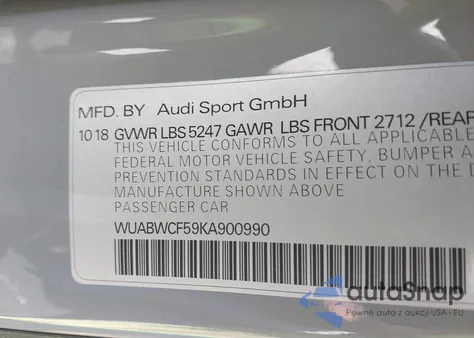 MFD. BY Audi Sport GmbH
10 18 GVWR LBS 5247 GAWR LBS FRONT 2712 /REAR
THIS VEHICLE CONFORMS TO ALL APPLICABLE
FEDERAL MOTOR VEHICLE SAFETY, BUMPER A
PREVENTION STANDARDS IN EFFECT ON THE D
MANUFACTURE SHOWN ABOVE
PASSENGER CAR
WUABWCF59KA900990
autoSnap
Pewne auto z aukcji USA i EU